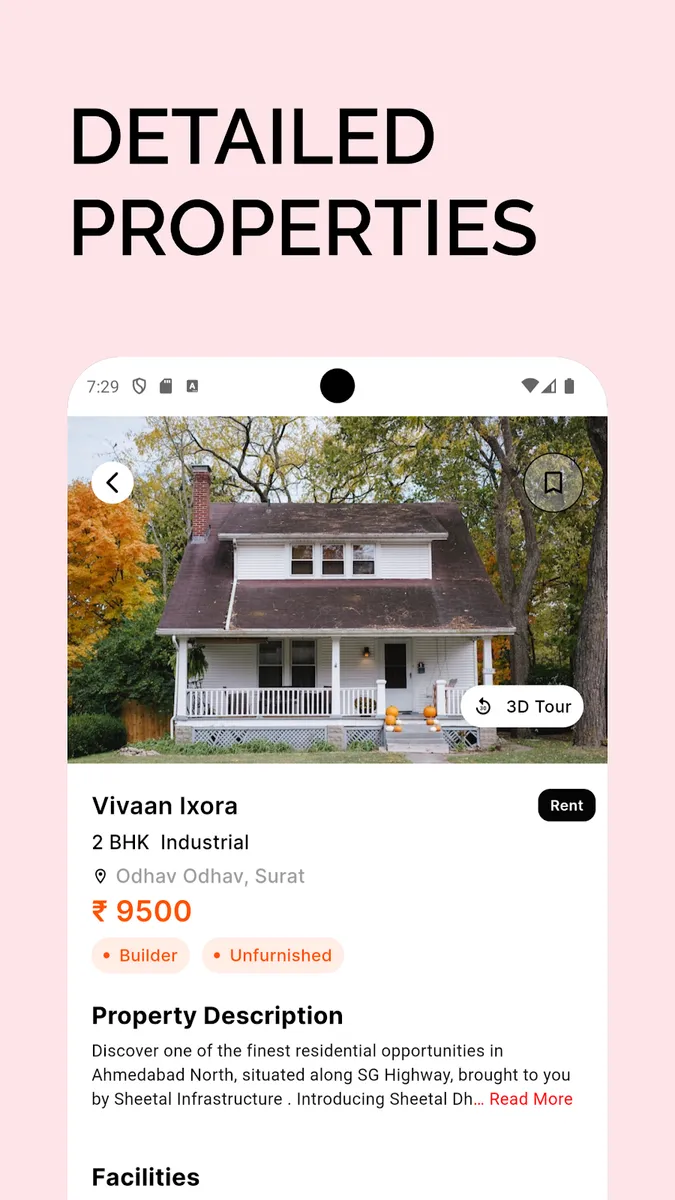 DETAILED
PROPERTIES
7:29
3D Tour
Vivaan Ixora
Rent
2 BHK Industrial
Odhav Odhav, Surat
₹ 9500
• Builder
• Unfurnished
Property Description
Discover one of the finest residential opportunities in
Ahmedabad North, situated along SG Highway, brought to you
by Sheetal Infrastructure . Introducing Sheetal Dh... Read More
Facilities